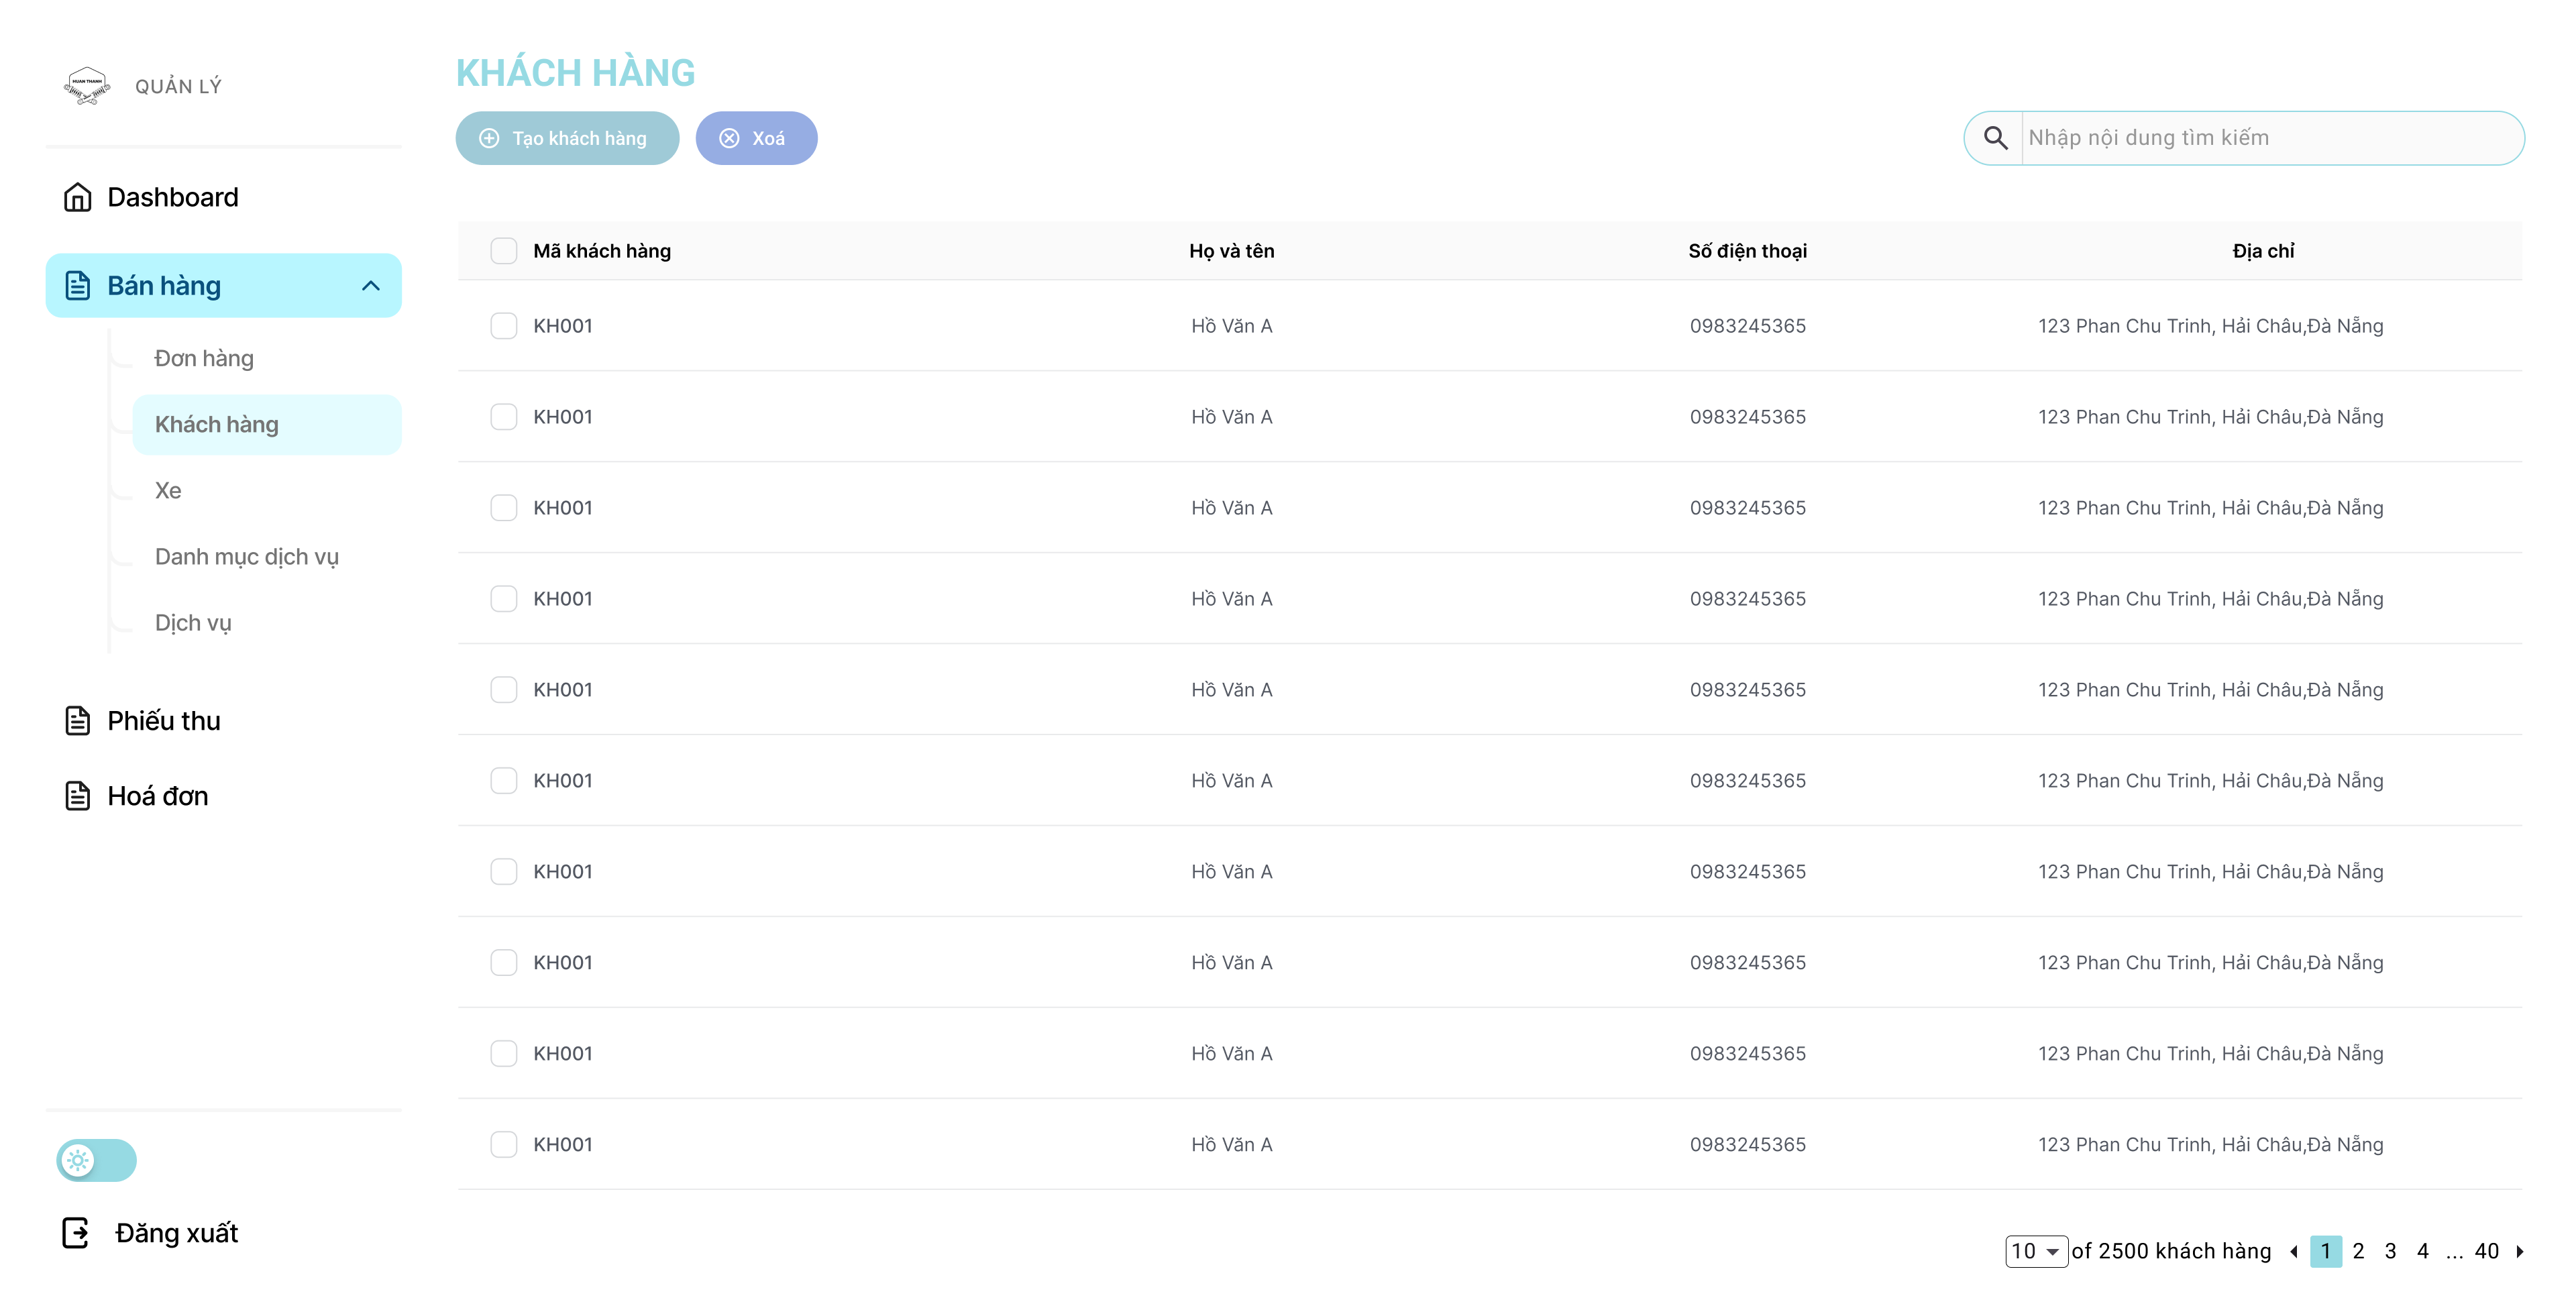 HUAN THANH
QUẢN LÝ
Dashboard
Bán hàng
Đơn hàng
Khách hàng
Xe
Danh mục dịch vụ
Dịch vụ
Phiếu thu
Hoá đơn
Đăng xuất
KHÁCH HÀNG
Tạo khách hàng
Xoá
Nhập nội dung tìm kiếm
Mã khách hàng Họ và tên Số điện thoại Địa chỉ
KH001 Hồ Văn A 0983245365 123 Phan Chu Trinh, Hải Châu,Đà Nẵng
KH001 Hồ Văn A 0983245365 123 Phan Chu Trinh, Hải Châu,Đà Nẵng
KH001 Hồ Văn A 0983245365 123 Phan Chu Trinh, Hải Châu,Đà Nẵng
KH001 Hồ Văn A 0983245365 123 Phan Chu Trinh, Hải Châu,Đà Nẵng
KH001 Hồ Văn A 0983245365 123 Phan Chu Trinh, Hải Châu,Đà Nẵng
KH001 Hồ Văn A 0983245365 123 Phan Chu Trinh, Hải Châu,Đà Nẵng
KH001 Hồ Văn A 0983245365 123 Phan Chu Trinh, Hải Châu,Đà Nẵng
KH001 Hồ Văn A 0983245365 123 Phan Chu Trinh, Hải Châu,Đà Nẵng
KH001 Hồ Văn A 0983245365 123 Phan Chu Trinh, Hải Châu,Đà Nẵng
KH001 Hồ Văn A 0983245365 123 Phan Chu Trinh, Hải Châu,Đà Nẵng
10 of 2500 khách hàng 1 2 3 4 ... 40